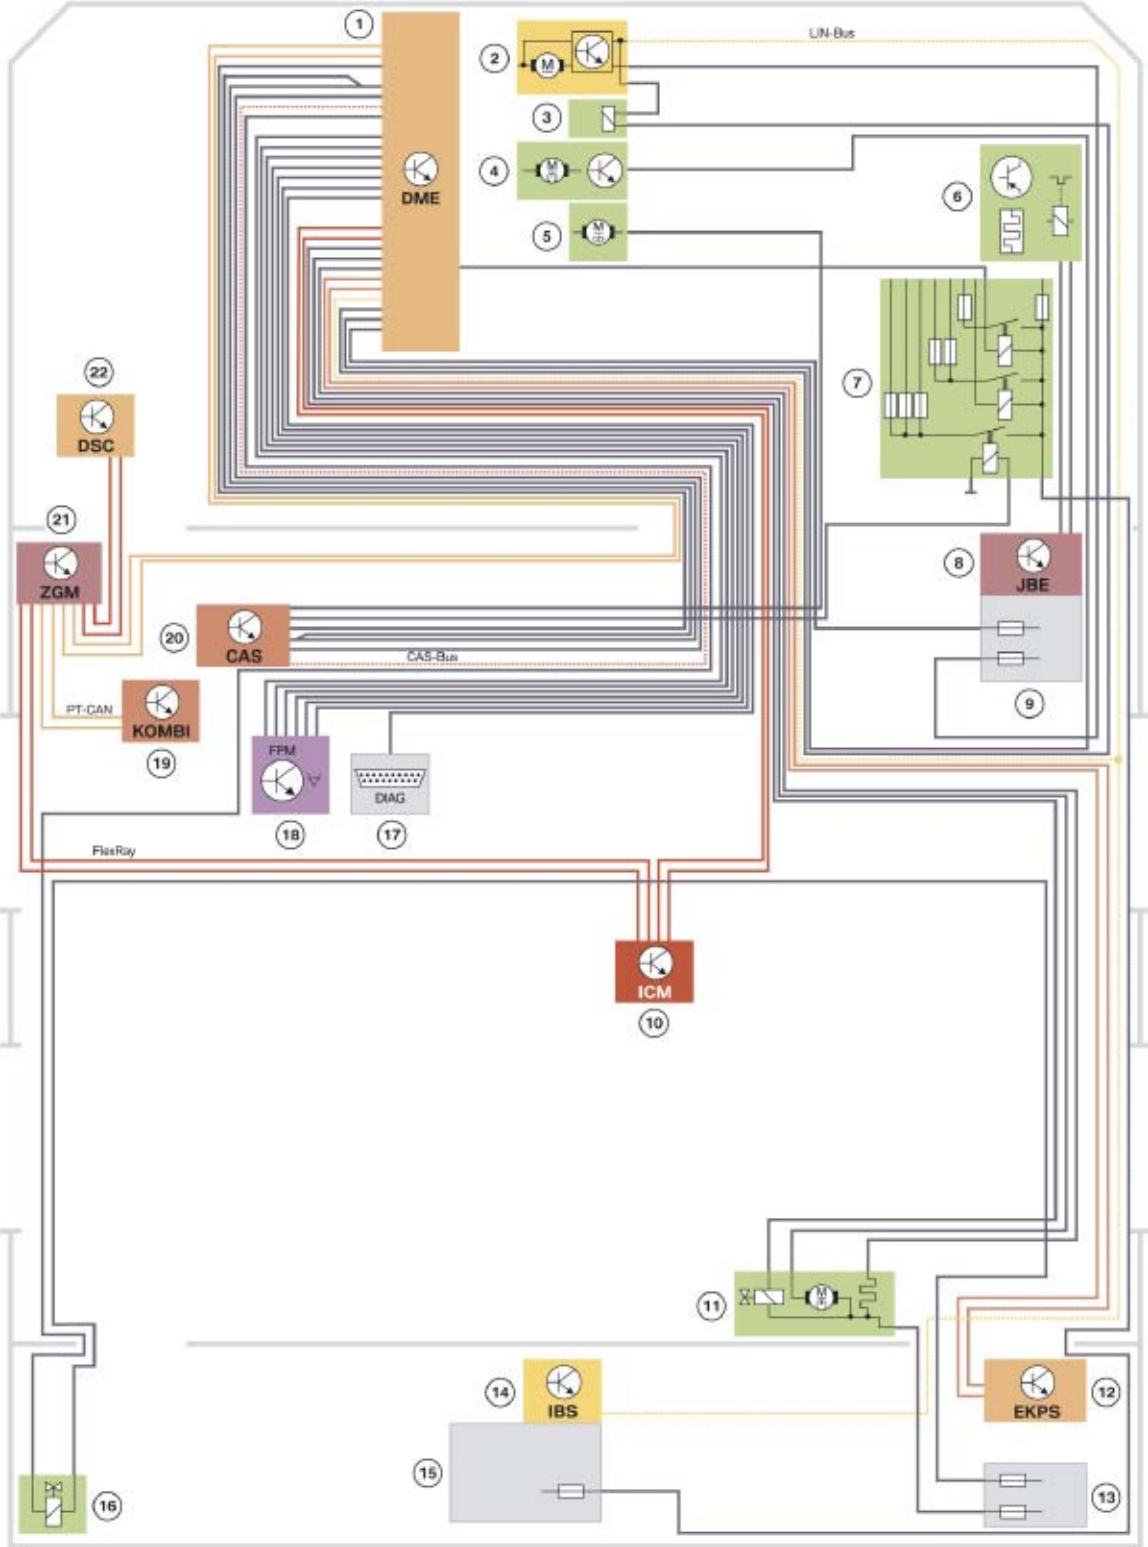 1
LIN-Bus
2
M
3
4
M
DME
6
5
M
7
22
DSC
21
ZGM
8
JBE
20
CAS
CAS-Bus
PT-CAN
KOMBI
9
19
FPM
DIAG
18
17
FlexRay
ICM
10
11
M
14
IBS
EKPS
12
15
13
16